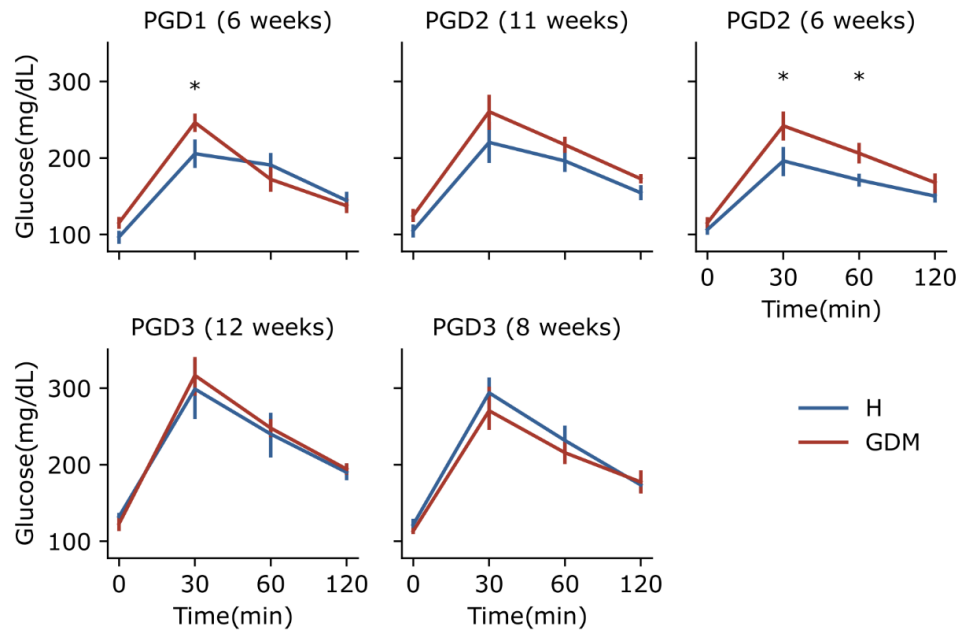 PGD1 (6 weeks)
PGD2 (11 weeks)
PGD2 (6 weeks)
Glucose(mg/dL)
300
200
100
*
* *
0 30 60 120
Time(min)
PGD3 (12 weeks)
PGD3 (8 weeks)
Glucose(mg/dL)
300
200
100
0 30 60 120
Time(min)
0 30 60 120
Time(min)
H
GDM